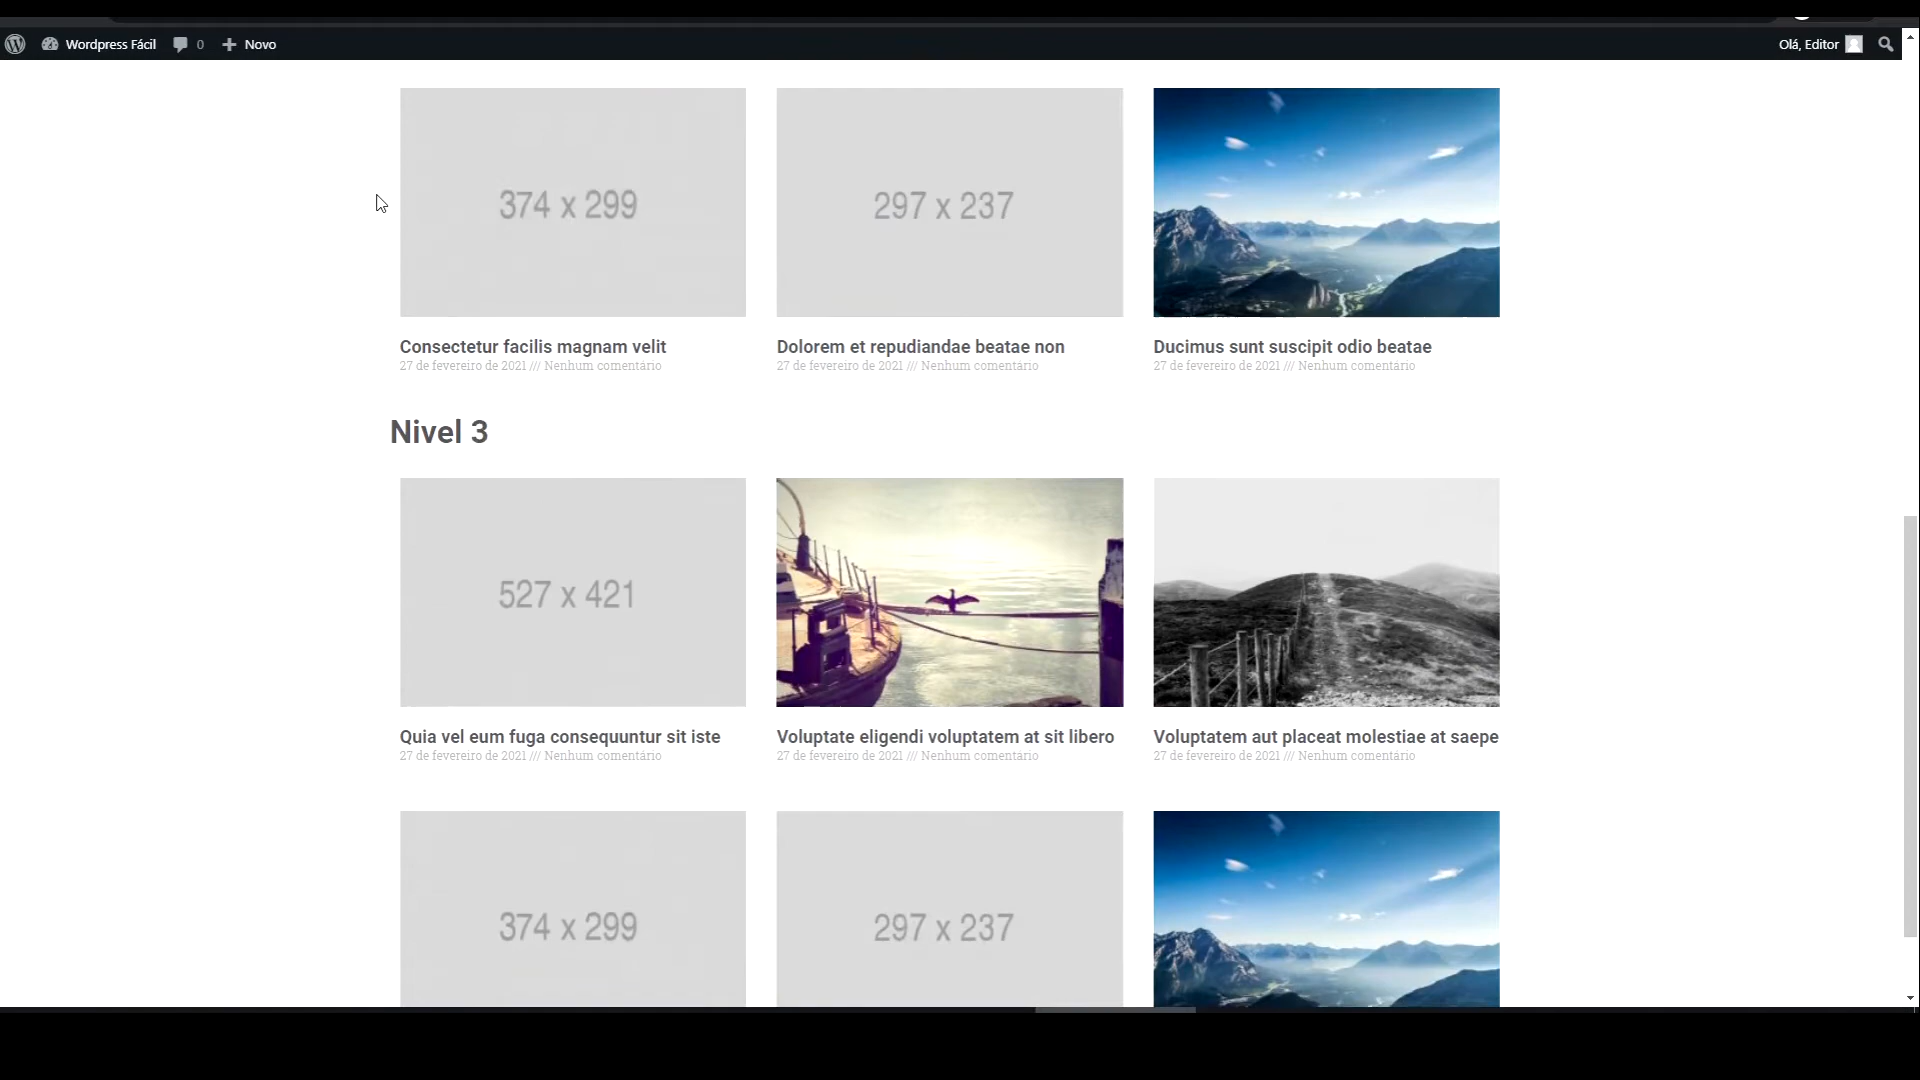 Wordpress Fácil 0 Novo Olá, Editor
374 x 299 297 x 237
Consectetur facilis magnam velit Dolorem et repudiandae beatae non Ducimus sunt suscipit odio beatae
27 de fevereiro de 2021 /// Nenhum comentário 27 de fevereiro de 2021 /// Nenhum comentário 27 de fevereiro de 2021 /// Nenhum comentário
Nivel 3
527 x 421
Quia vel eum fuga consequuntur sit iste Voluptate eligendi voluptatem at sit libero Voluptatem aut placeat molestiae at saepe
27 de fevereiro de 2021 /// Nenhum comentário 27 de fevereiro de 2021 /// Nenhum comentário 27 de fevereiro de 2021 /// Nenhum comentário
374 x 299 297 x 237